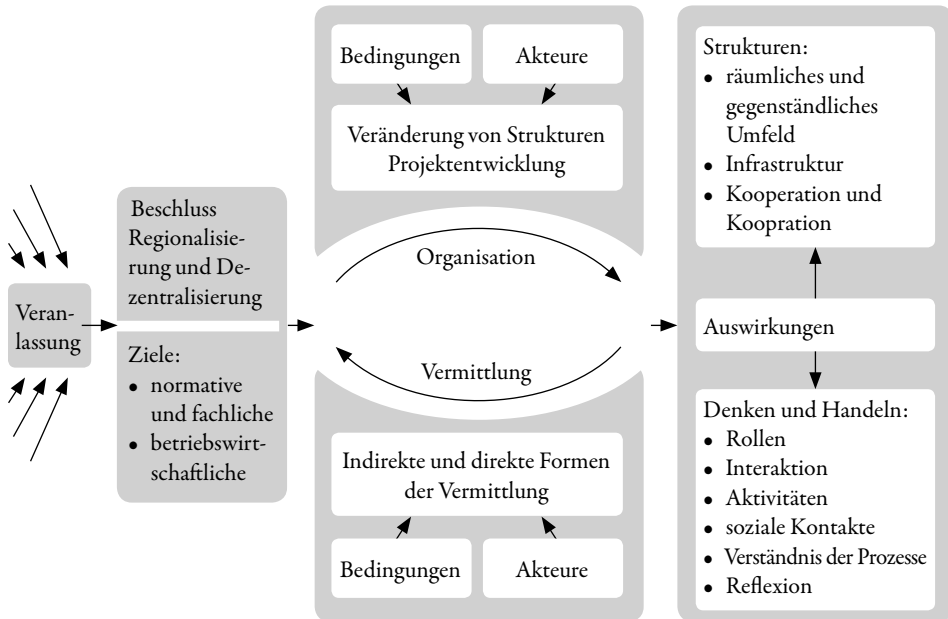 Veran-
lassung
Beschluss
Regionalisie-
rung und De-
zentralisierung
Ziele:
• normative
und fachliche
• betriebswirt-
schaftliche
Bedingungen
Akteure
Veränderung von Strukturen
Projektentwicklung
Organisation
Vermittlung
Indirekte und direkte Formen
der Vermittlung
Bedingungen
Akteure
Strukturen:
• räumliches und
gegenständliches
Umfeld
• Infrastruktur
• Kooperation und
Koopration
Auswirkungen
Denken und Handeln:
• Rollen
• Interaktion
• Aktivitäten
• soziale Kontakte
• Verständnis der Prozesse
• Reflexion